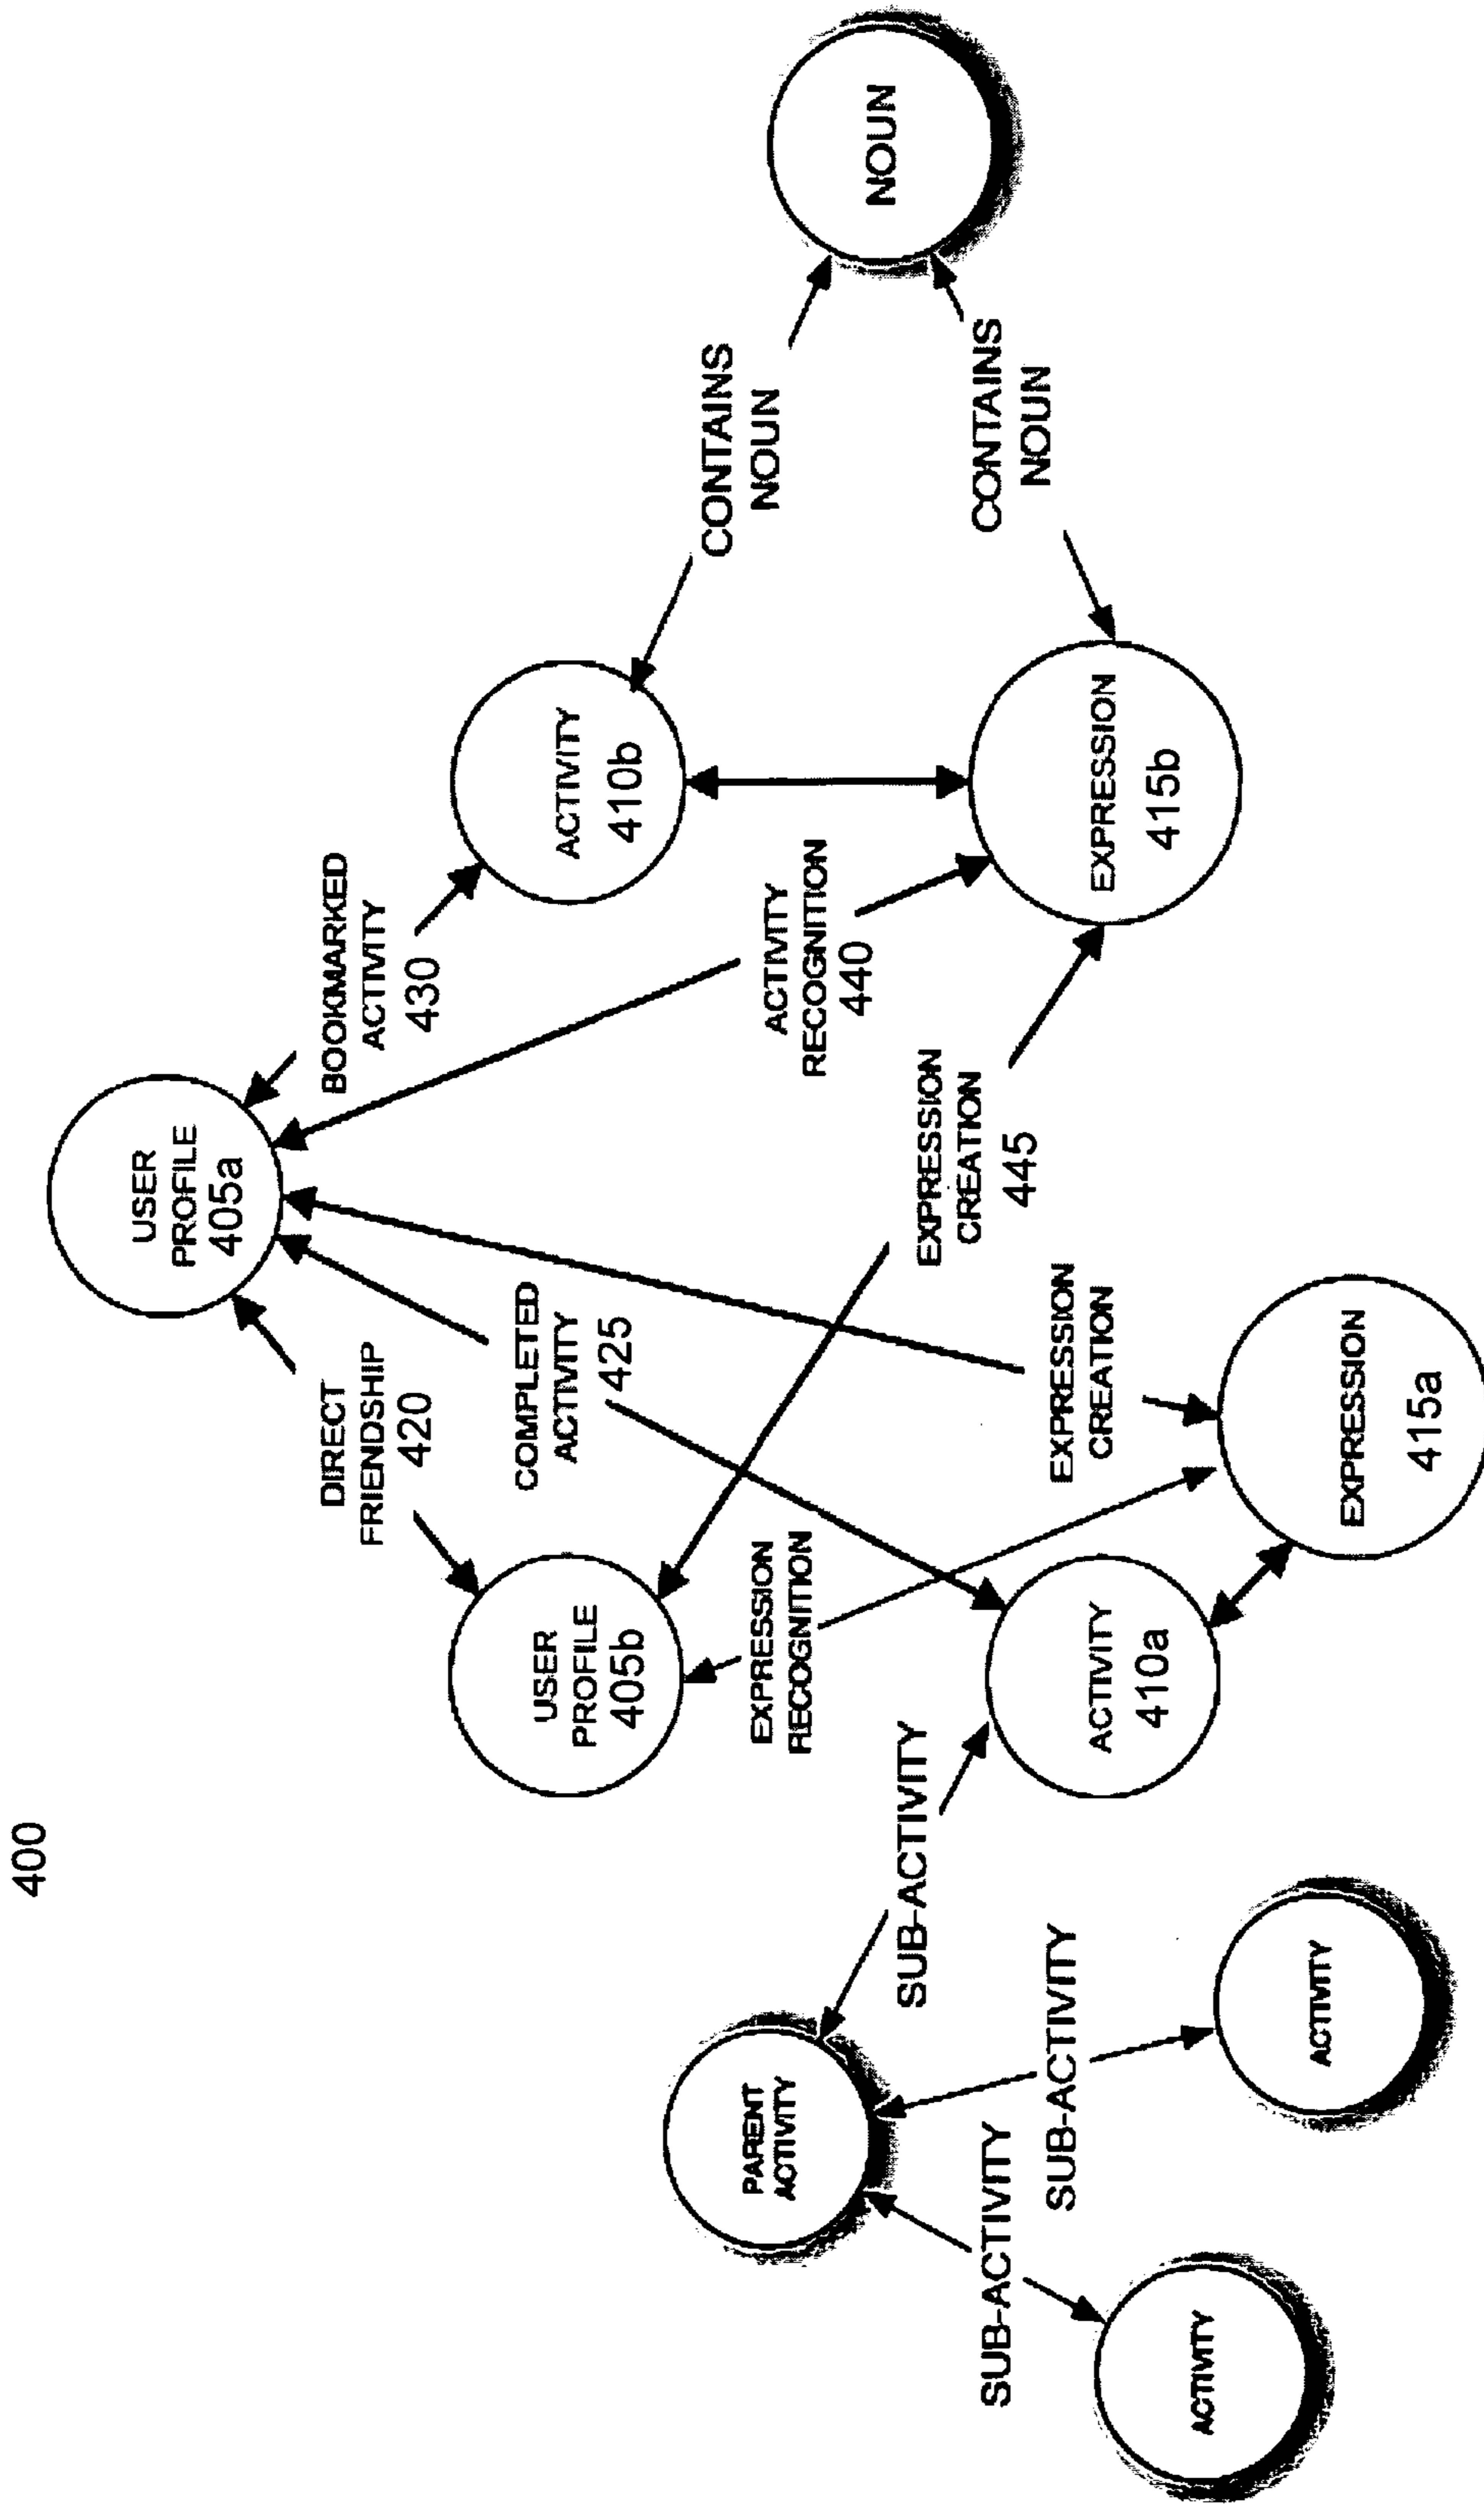 400
USER
PROFILE
405a
DIRECT
FRIENDSHIP
420
BOOKMARKED
ACTIVITY
430
USER
PROFILE
405b
COMPLETED
ACTIVITY
425
ACTIVITY
410b
CONTAINS
NOUN
NOUN
PARENT
ACTIVITY
EXPRESSION
RECOGNITION
ACTIVITY
RECOGNITION
440
SUB-ACTIVITY
EXPRESSION
CREATION
445
CONTAINS
NOUN
SUB-ACTIVITY
SUB-ACTIVITY
ACTIVITY
410a
EXPRESSION
CREATION
EXPRESSION
415b
ACTIVITY
ACTIVITY
EXPRESSION
415a